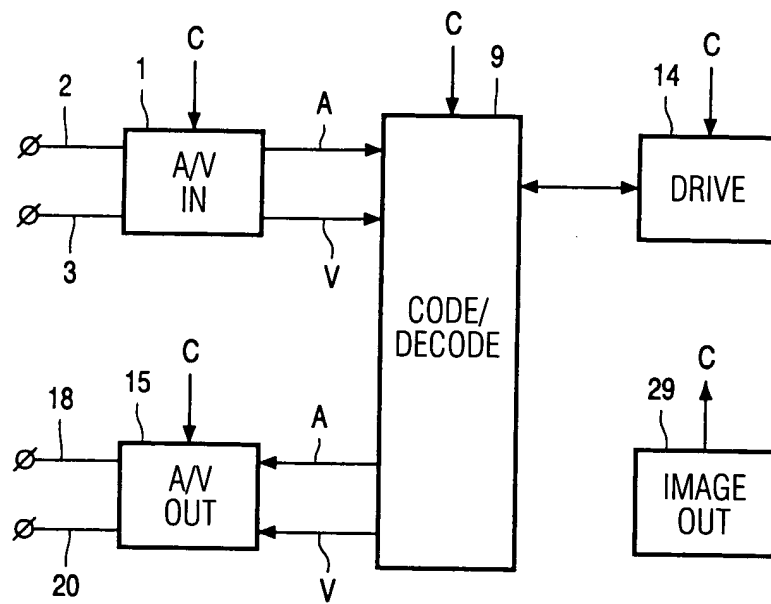 C
C
C
2
1
9
14
A
A/V
IN
DRIVE
3
V
CODE/
DECODE
C
C
18
15
A
29
A/V
OUT
IMAGE
OUT
20
V